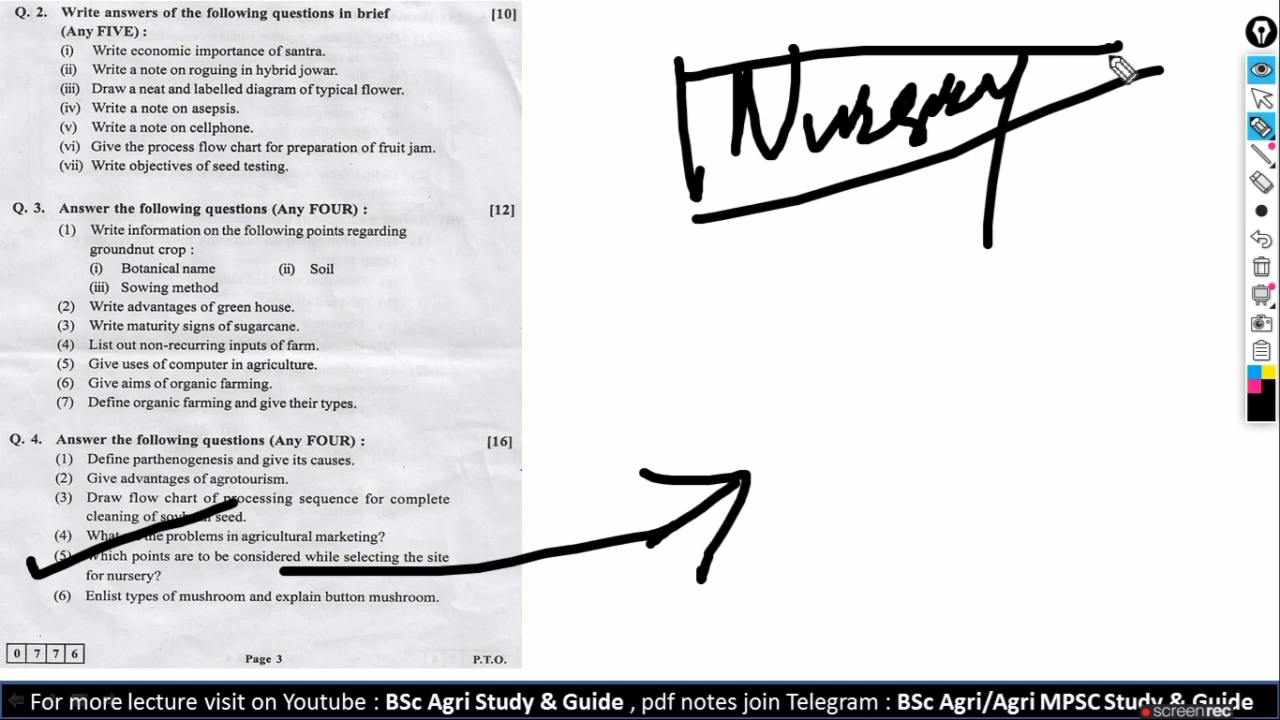 Q. 2. Write answers of the following questions in brief [10]
(Any FIVE) :
(i) Write economic importance of santra.
(ii) Write a note on roguing in hybrid jowar.
(iii) Draw a neat and labelled diagram of typical flower.
(iv) Write a note on asepsis.
(v) Write a note on cellphone.
(vi) Give the process flow chart for preparation of fruit jam.
(vii) Write objectives of seed testing.
Q. 3. Answer the following questions (Any FOUR) : [12]
(1) Write information on the following points regarding
groundnut crop :
(i) Botanical name (ii) Soil
(iii) Sowing method
(2) Write advantages of green house.
(3) Write maturity signs of sugarcane.
(4) List out non-recurring inputs of farm.
(5) Give uses of computer in agriculture.
(6) Give aims of organic farming.
(7) Define organic farming and give their types.
Q. 4. Answer the following questions (Any FOUR) : [16]
(1) Define parthenogenesis and give its causes.
(2) Give advantages of agrotourism.
(3) Draw flow chart of processing sequence for complete
cleaning of soybean seed.
(4) What are the problems in agricultural marketing?
(5) Which points are to be considered while selecting the site
for nursery?
(6) Enlist types of mushroom and explain button mushroom.
0 7 7 6
Page 3
P.T.O.
For more lecture visit on Youtube : BSc Agri Study & Guide , pdf notes join Telegram : BSc Agri/Agri MPSC Study & Guide
screenrec